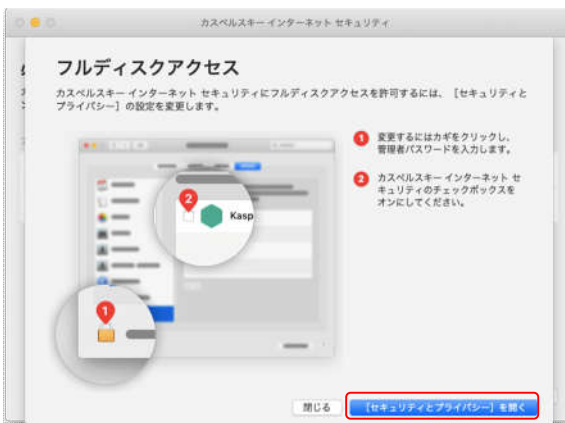 カスペルスキー インターネット セキュリティ
フルディスクアクセス
カスペルスキー インターネット セキュリティにフルディスクアクセスを許可するには、［セキュリティと
プライバシー］の設定を変更します。
1 変更するにはカギをクリックし、
管理者パスワードを入力します。
2 カスペルスキー インターネット セ
キュリティのチェックボックスを
オンにしてください。
2
Kasp
1
閉じる
［セキュリティとプライバシー］を開く